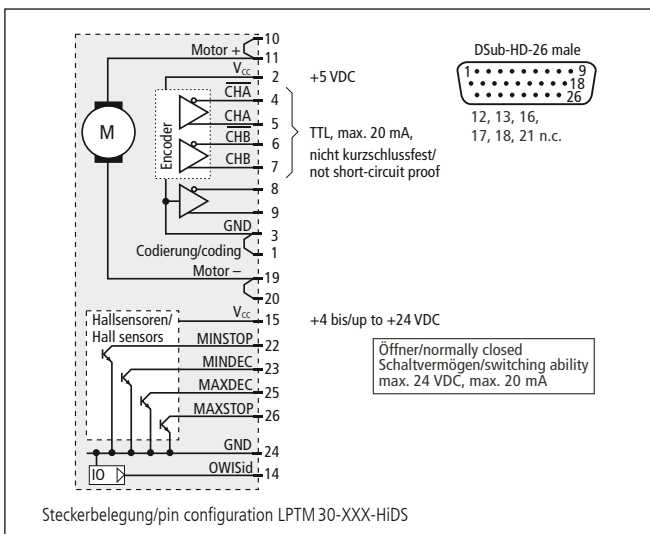 Motor +
10
11
V_CC
2
+5 VDC
C̅H̅A̅
4
CHA
5
C̅H̅B̅
6
CHB
7
TTL, max. 20 mA,
nicht kurzschlussfest/
not short-circuit proof
M
Encoder
8
9
GND
3
Codierung/coding
1
Motor –
19
20
V_CC
15
+4 bis/up to +24 VDC
Hallsensoren/
Hall sensors
MINSTOP
22
MINDEC
23
MAXDEC
25
MAXSTOP
26
GND
24
IO
OWISid
14
DSub-HD-26 male
1
9
18
26
12, 13, 16,
17, 18, 21 n.c.
Öffner/normally closed
Schaltvermögen/switching ability
max. 24 VDC, max. 20 mA
Steckerbelegung/pin configuration LPTM 30-XXX-HiDS